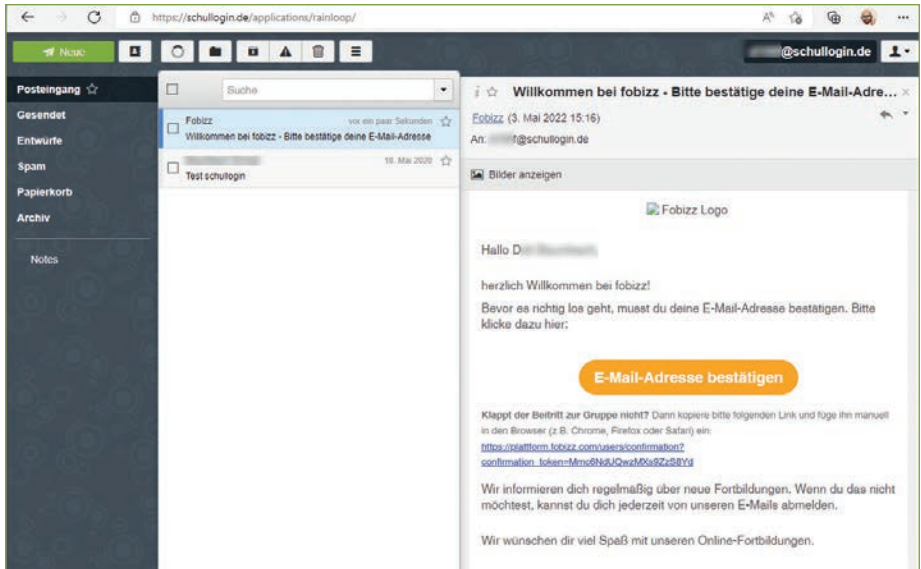 https://schullogin.de/applications/rainloop/
Neue
@schullogin.de
Posteingang
Gesendet
Entwürfe
Spam
Papierkorb
Archiv
Notes
Suche
Fobizz vor ein paar Sekunden
Willkommen bei fobizz - Bitte bestätige deine E-Mail-Adresse
18. Mai 2020
Test schullogin
Willkommen bei fobizz - Bitte bestätige deine E-Mail-Adre...
Fobizz (3. Mai 2022 15:16)
An: f@schullogin.de
Bilder anzeigen
Fobizz Logo
Hallo D
herzlich Willkommen bei fobizz!
Bevor es richtig los geht, musst du deine E-Mail-Adresse bestätigen. Bitte
klicke dazu hier:
E-Mail-Adresse bestätigen
Klappt der Beitritt zur Gruppe nicht? Dann kopiere bitte folgenden Link und füge ihn manuell
in den Browser (z.B. Chrome, Firefox oder Safari) ein:
https://plattform.fobizz.com/users/confirmation?
confirmation_token=Mmc6NdUQwzMXa9ZzS8Yd
Wir informieren dich regelmäßig über neue Fortbildungen. Wenn du das nicht
möchtest, kannst du dich jederzeit von unseren E-Mails abmelden.
Wir wünschen dir viel Spaß mit unseren Online-Fortbildungen.